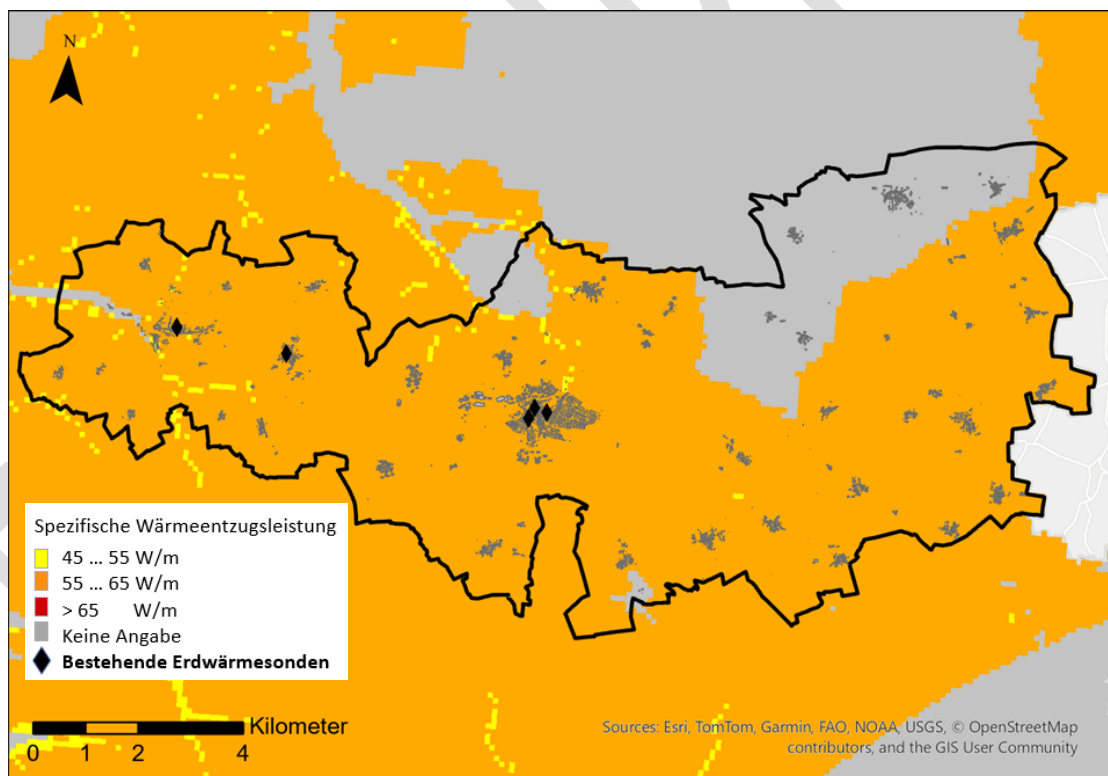 N
Spezifische Wärmeentzugsleistung
45 ... 55 W/m
55 ... 65 W/m
> 65 W/m
Keine Angabe
Bestehende Erdwärmesonden
Kilometer
0 1 2 4
Sources: Esri, TomTom, Garmin, FAO, NOAA, USGS, © OpenStreetMap
contributors, and the GIS User Community